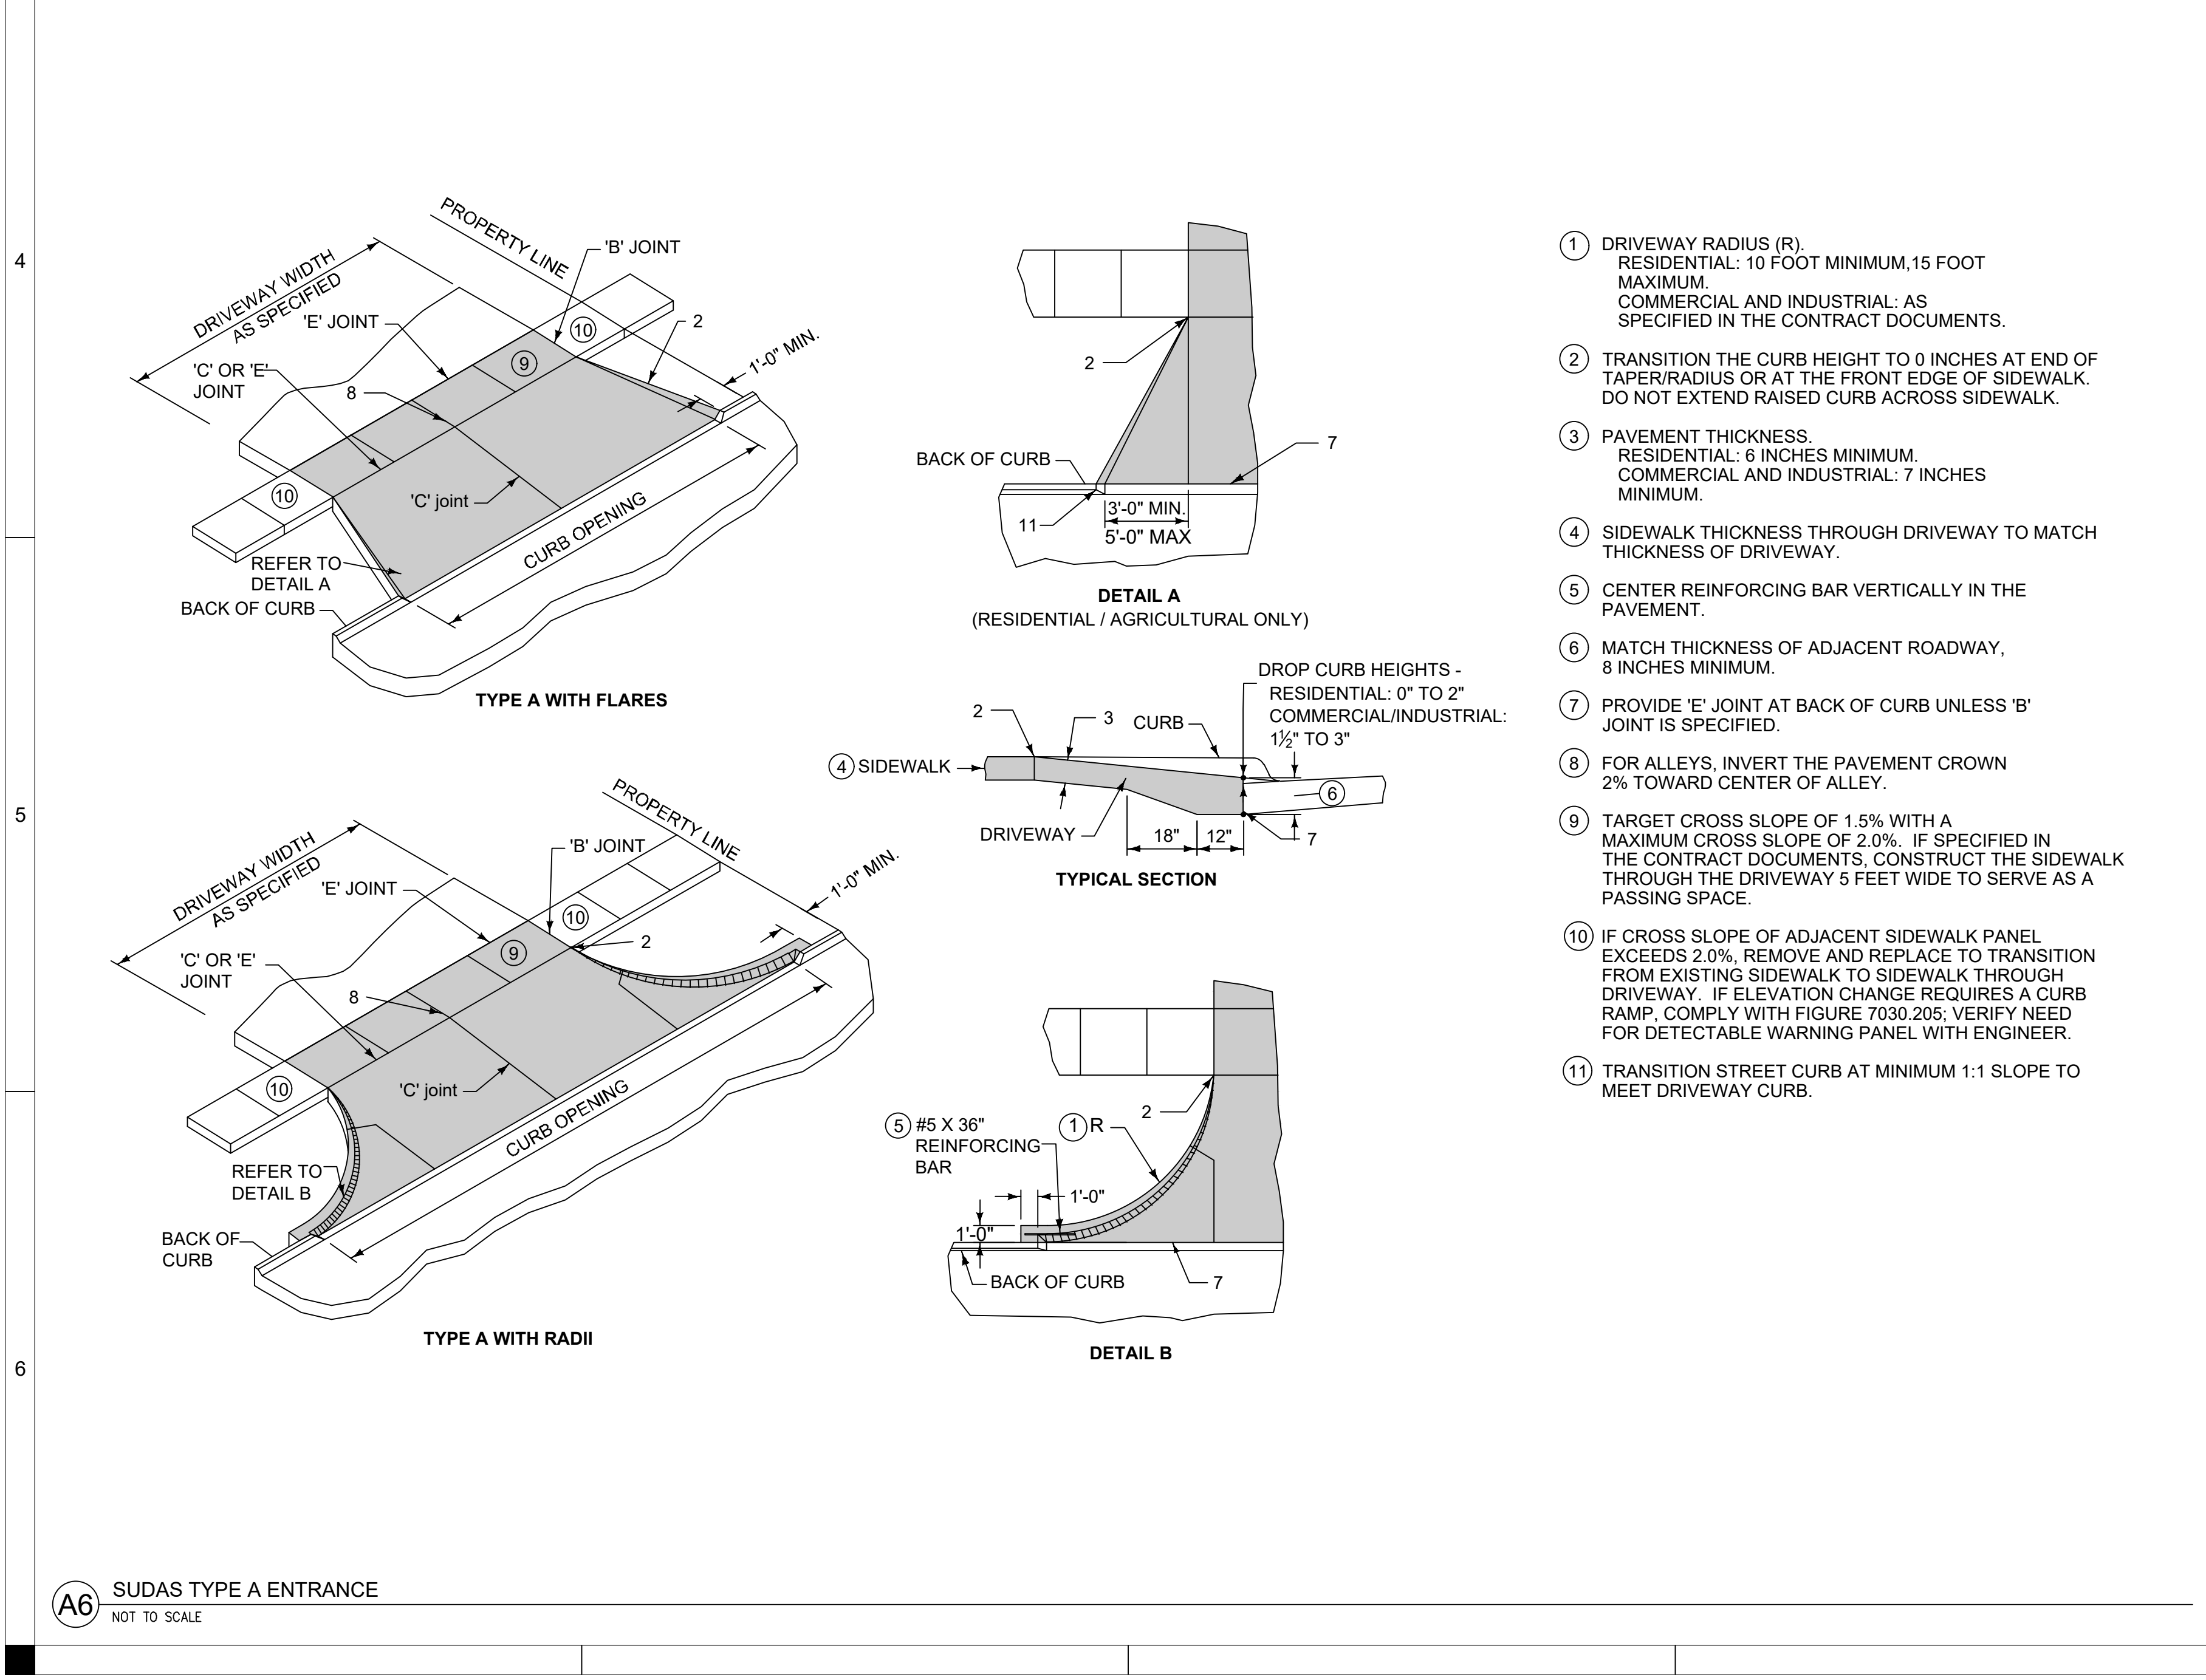 4
5
6
PROPERTY LINE
DRIVEWAY WIDTH
AS SPECIFIED
'B' JOINT
'E' JOINT
10
2
9
1'-0" MIN.
'C' OR 'E'
JOINT
8
10
'C' joint
CURB OPENING
REFER TO
DETAIL A
BACK OF CURB
TYPE A WITH FLARES
2
BACK OF CURB
7
11
3'-0" MIN.
5'-0" MAX
DETAIL A
(RESIDENTIAL / AGRICULTURAL ONLY)
DROP CURB HEIGHTS -
RESIDENTIAL: 0" TO 2"
COMMERCIAL/INDUSTRIAL:
1½" TO 3"
2
3
CURB
4 SIDEWALK
6
DRIVEWAY
18"
12"
7
TYPICAL SECTION
PROPERTY LINE
DRIVEWAY WIDTH
AS SPECIFIED
'B' JOINT
'E' JOINT
10
2
9
1'-0" MIN.
'C' OR 'E'
JOINT
8
10
'C' joint
CURB OPENING
REFER TO
DETAIL B
BACK OF
CURB
TYPE A WITH RADII
2
5 #5 X 36"
REINFORCING
BAR
1 R
1'-0"
1'-0"
BACK OF CURB
7
DETAIL B
1 DRIVEWAY RADIUS (R).
RESIDENTIAL: 10 FOOT MINIMUM,15 FOOT
MAXIMUM.
COMMERCIAL AND INDUSTRIAL: AS
SPECIFIED IN THE CONTRACT DOCUMENTS.
2 TRANSITION THE CURB HEIGHT TO 0 INCHES AT END OF
TAPER/RADIUS OR AT THE FRONT EDGE OF SIDEWALK.
DO NOT EXTEND RAISED CURB ACROSS SIDEWALK.
3 PAVEMENT THICKNESS.
RESIDENTIAL: 6 INCHES MINIMUM.
COMMERCIAL AND INDUSTRIAL: 7 INCHES
MINIMUM.
4 SIDEWALK THICKNESS THROUGH DRIVEWAY TO MATCH
THICKNESS OF DRIVEWAY.
5 CENTER REINFORCING BAR VERTICALLY IN THE
PAVEMENT.
6 MATCH THICKNESS OF ADJACENT ROADWAY,
8 INCHES MINIMUM.
7 PROVIDE 'E' JOINT AT BACK OF CURB UNLESS 'B'
JOINT IS SPECIFIED.
8 FOR ALLEYS, INVERT THE PAVEMENT CROWN
2% TOWARD CENTER OF ALLEY.
9 TARGET CROSS SLOPE OF 1.5% WITH A
MAXIMUM CROSS SLOPE OF 2.0%. IF SPECIFIED IN
THE CONTRACT DOCUMENTS, CONSTRUCT THE SIDEWALK
THROUGH THE DRIVEWAY 5 FEET WIDE TO SERVE AS A
PASSING SPACE.
10 IF CROSS SLOPE OF ADJACENT SIDEWALK PANEL
EXCEEDS 2.0%, REMOVE AND REPLACE TO TRANSITION
FROM EXISTING SIDEWALK TO SIDEWALK THROUGH
DRIVEWAY. IF ELEVATION CHANGE REQUIRES A CURB
RAMP, COMPLY WITH FIGURE 7030.205; VERIFY NEED
FOR DETECTABLE WARNING PANEL WITH ENGINEER.
11 TRANSITION STREET CURB AT MINIMUM 1:1 SLOPE TO
MEET DRIVEWAY CURB.
A6 SUDAS TYPE A ENTRANCE
NOT TO SCALE